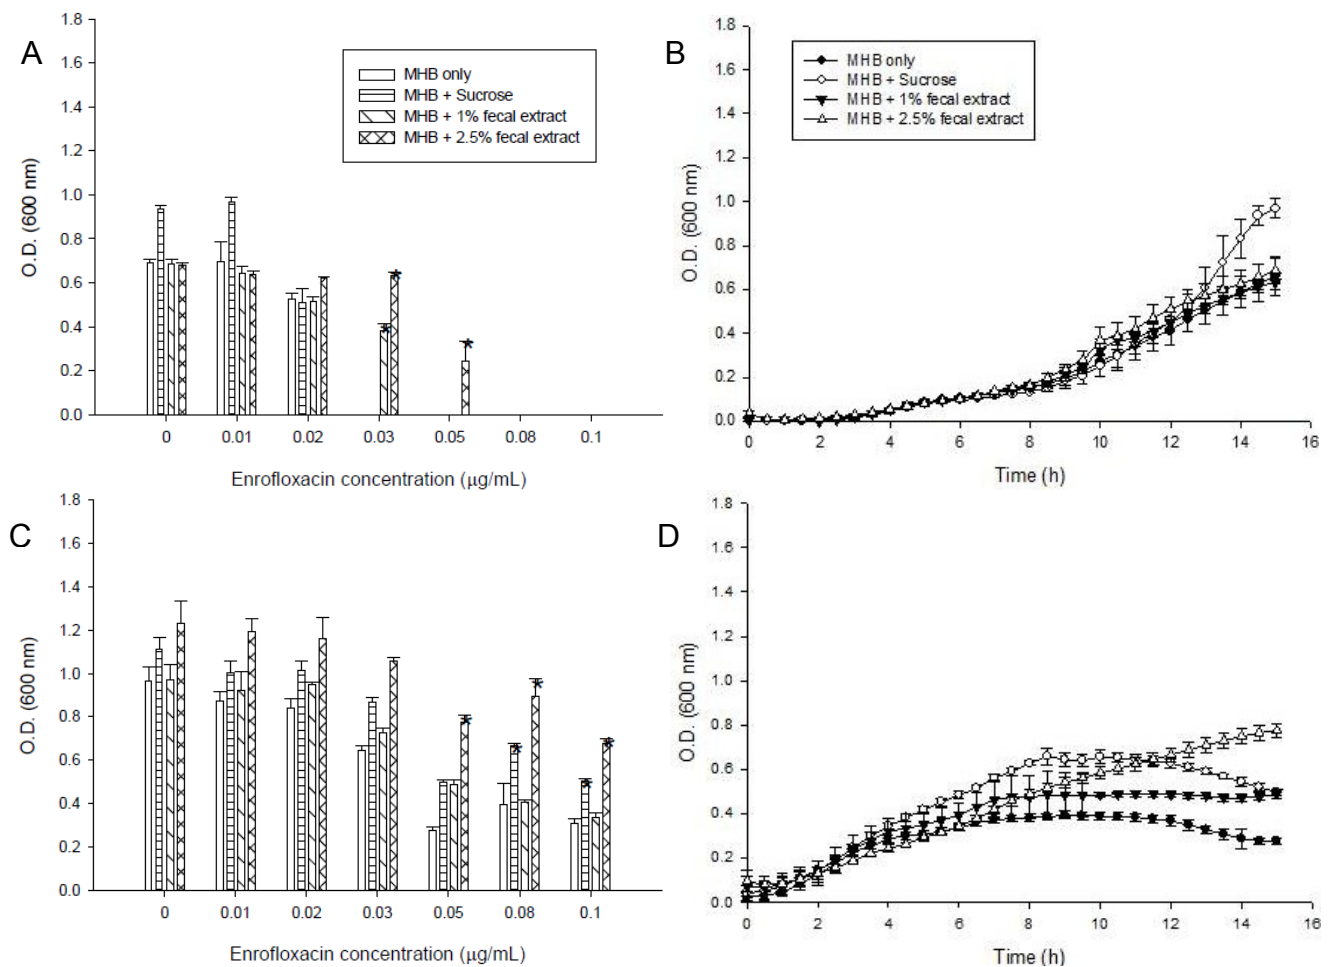 A
1.8
1.6
1.4
1.2
1.0
0.8
0.6
0.4
0.2
0.0
O.D. (600 nm)
MHB only
MHB + Sucrose
MHB + 1% fecal extract
MHB + 2.5% fecal extract
* * *
0 0.01 0.02 0.03 0.05 0.08 0.1
Enrofloxacin concentration (µg/mL)
B
1.8
1.6
1.4
1.2
1.0
0.8
0.6
0.4
0.2
0.0
O.D. (600 nm)
MHB only
MHB + Sucrose
MHB + 1% fecal extract
MHB + 2.5% fecal extract
0 2 4 6 8 10 12 14 16
Time (h)
C
1.8
1.6
1.4
1.2
1.0
0.8
0.6
0.4
0.2
0.0
O.D. (600 nm)
* * * * *
0 0.01 0.02 0.03 0.05 0.08 0.1
Enrofloxacin concentration (µg/mL)
D
1.8
1.6
1.4
1.2
1.0
0.8
0.6
0.4
0.2
0.0
O.D. (600 nm)
0 2 4 6 8 10 12 14 16
Time (h)